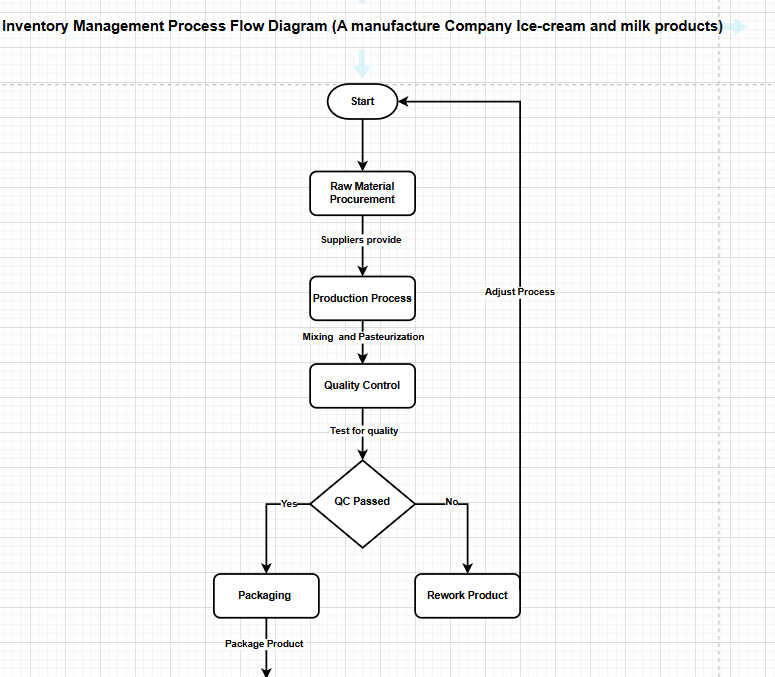 Inventory Management Process Flow Diagram (A manufacture Company Ice-cream and milk products)
Start
Raw Material
Procurement
Suppliers provide
Production Process
Adjust Process
Mixing and Pasteurization
Quality Control
Test for quality
QC Passed
Yes
No
Packaging
Rework Product
Package Product